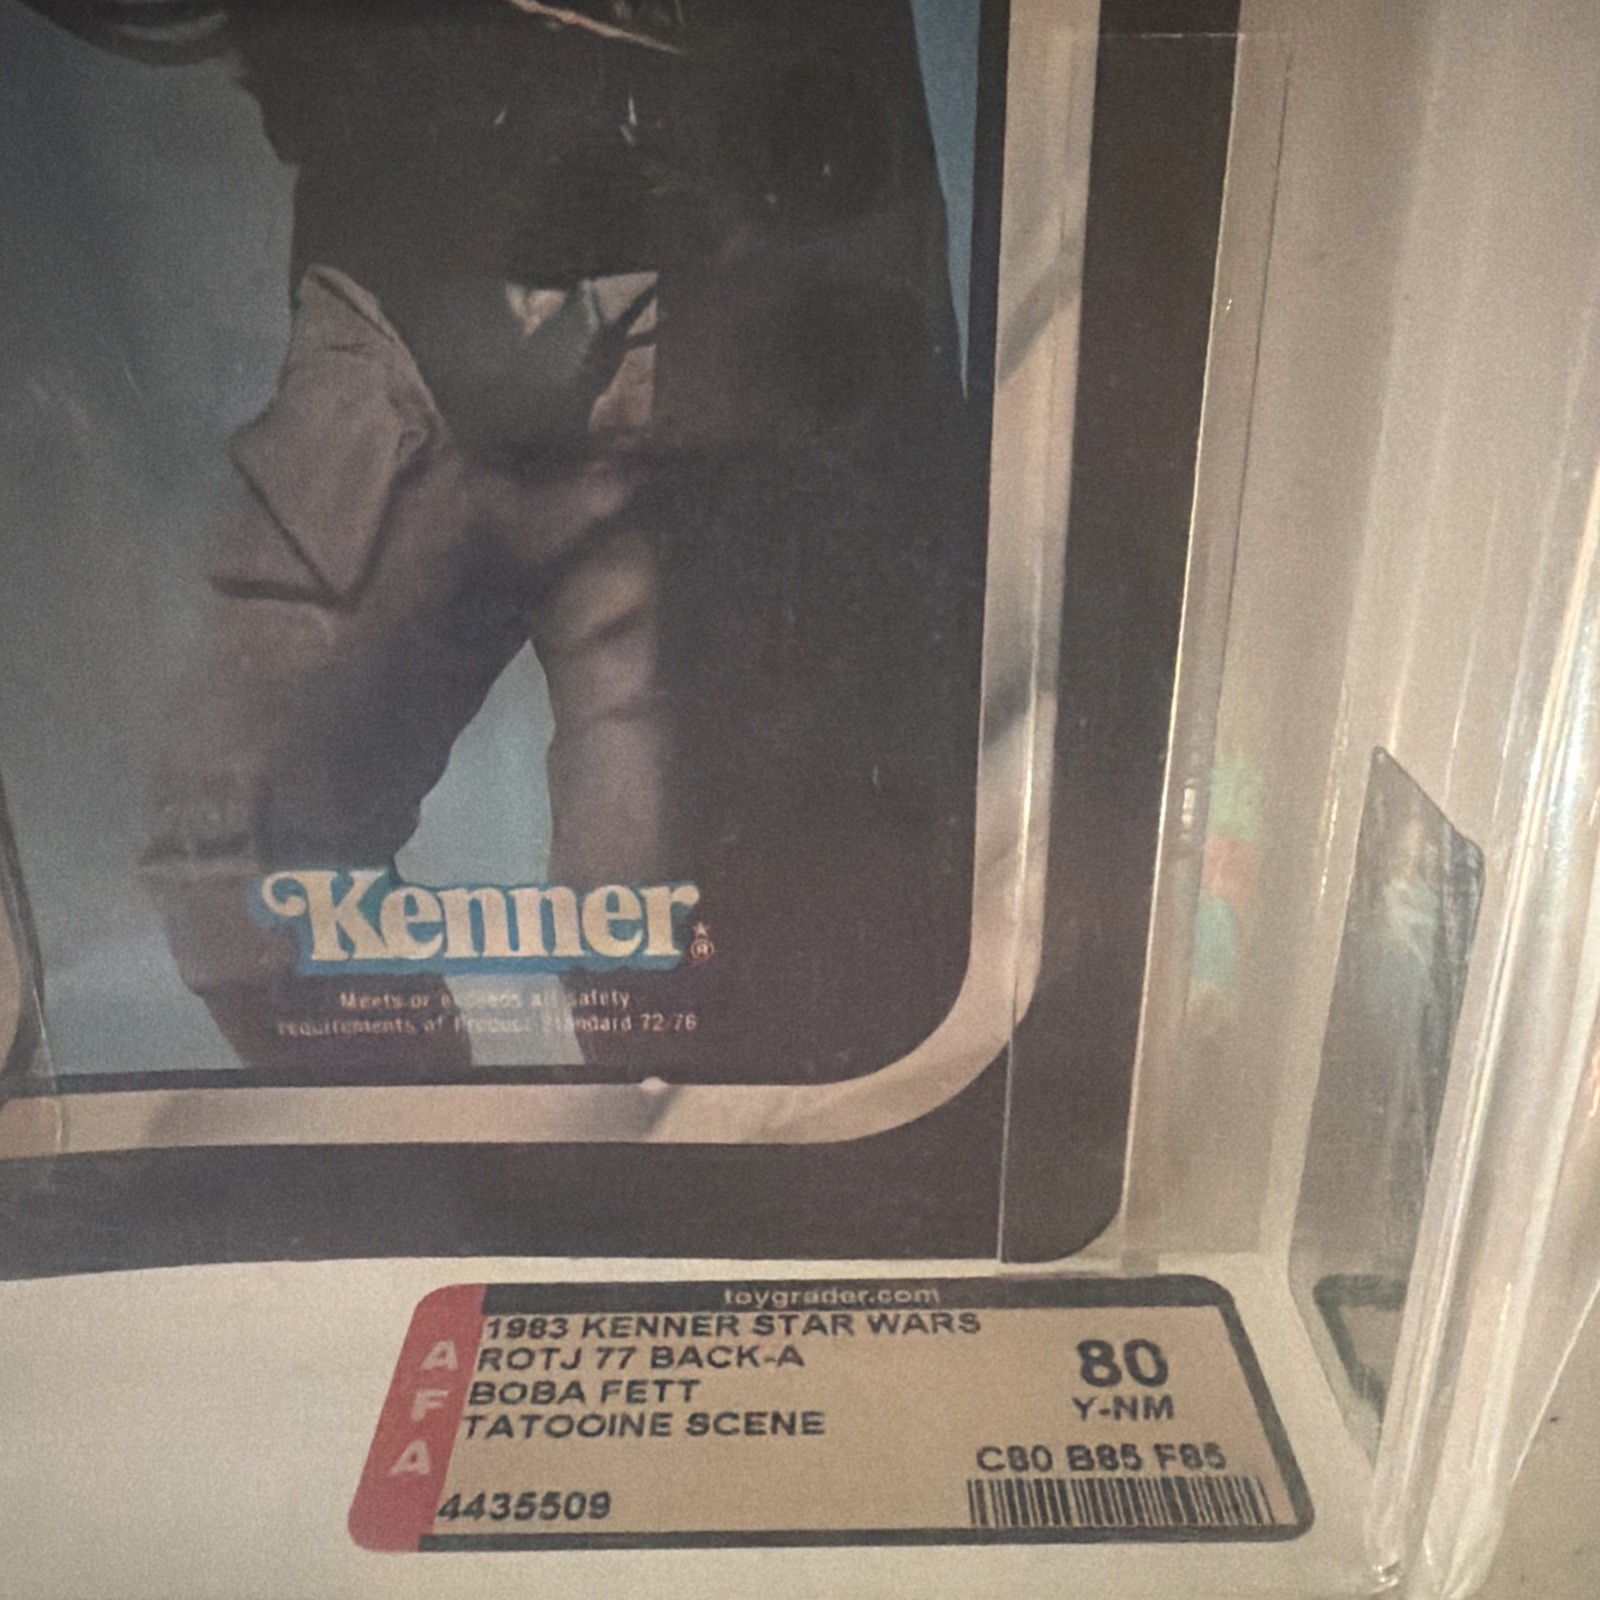 Kenner
®
Meets or exceeds all safety
requirements of Product Standard 72-76
toygrader.com
AFA
1983 KENNER STAR WARS
ROTJ 77 BACK-A
BOBA FETT
TATOOINE SCENE
80
Y-NM
C80 B85 F85
4435509